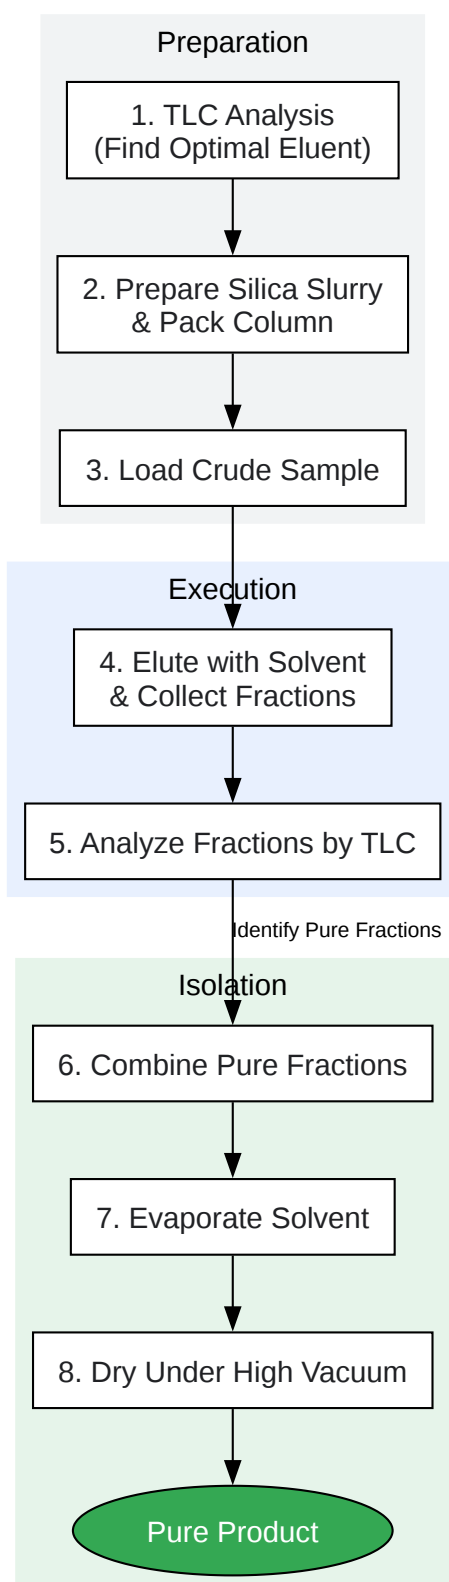 Preparation
1. TLC Analysis
(Find Optimal Eluent)
2. Prepare Silica Slurry
& Pack Column
3. Load Crude Sample
Execution
4. Elute with Solvent
& Collect Fractions
5. Analyze Fractions by TLC
Identify Pure Fractions
Isolation
6. Combine Pure Fractions
7. Evaporate Solvent
8. Dry Under High Vacuum
Pure Product